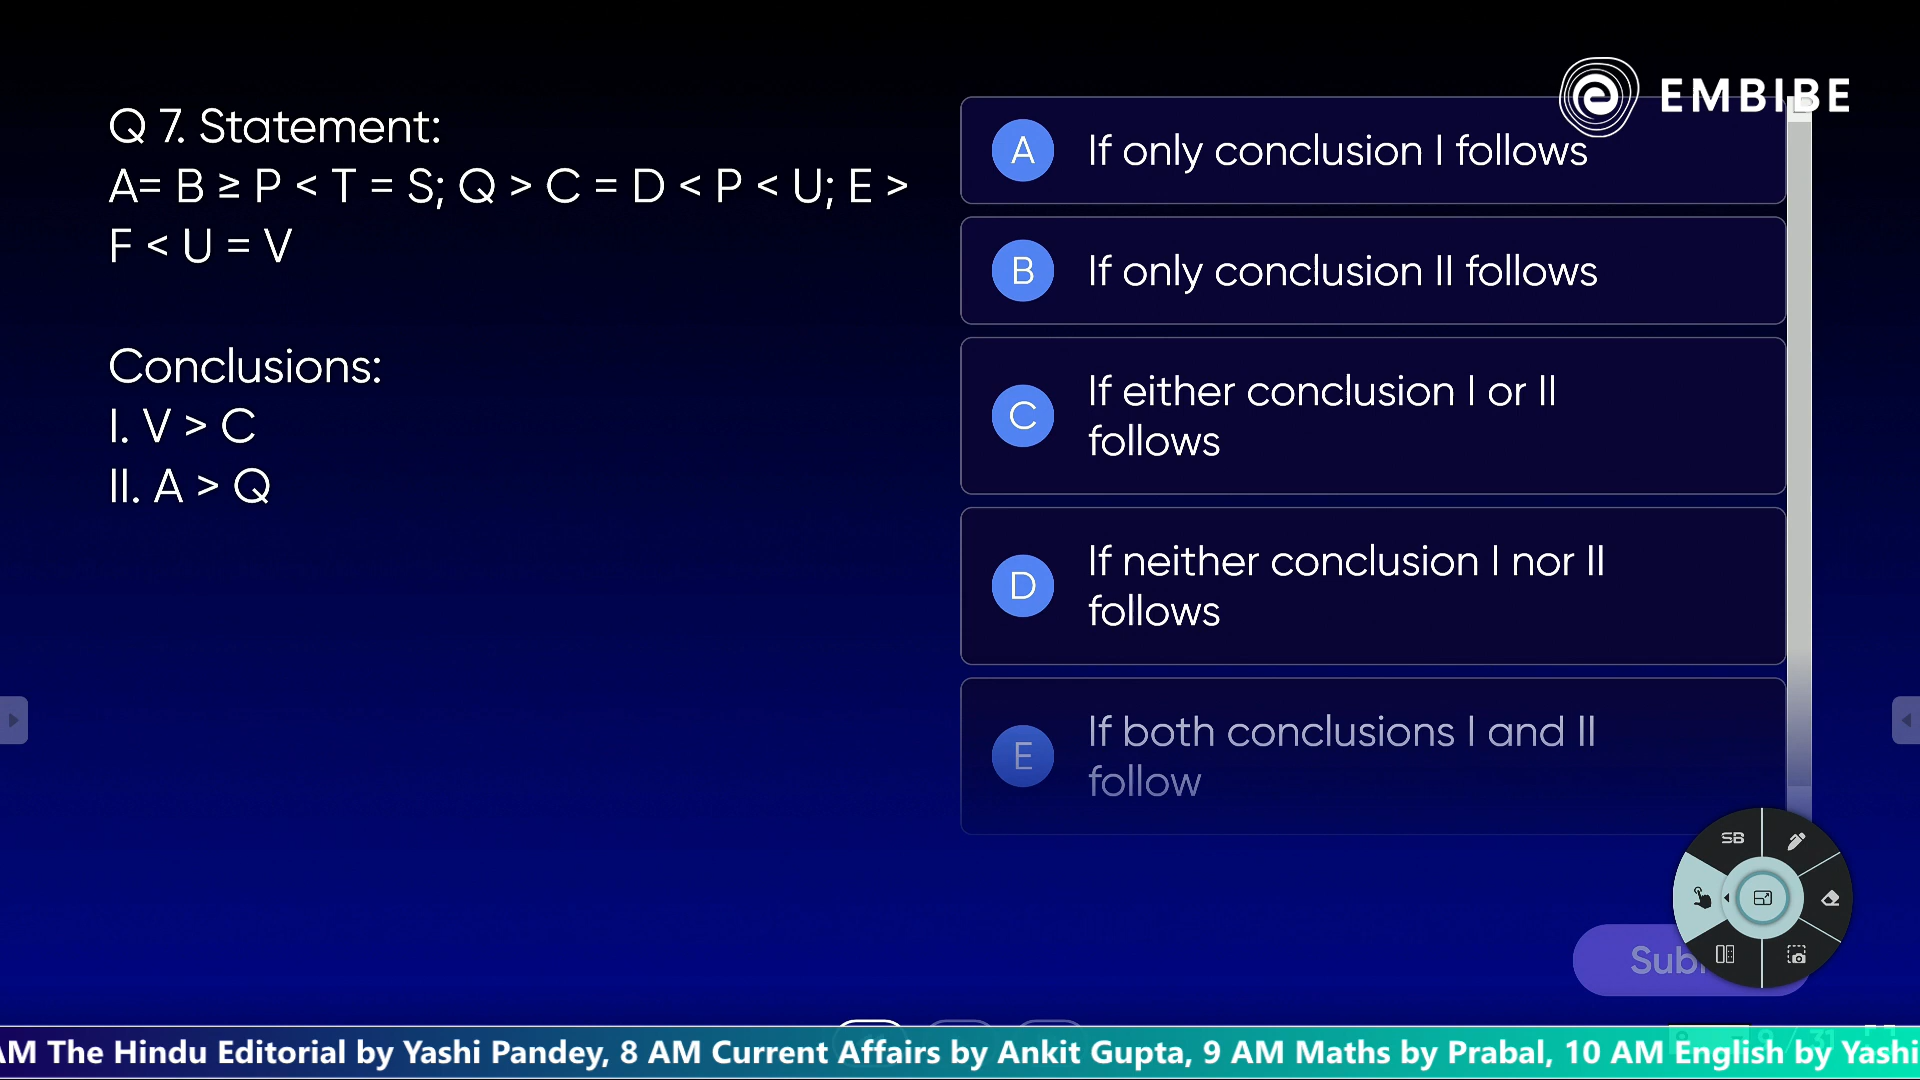 EMBIBE
Q 7. Statement:
A= B ≥ P < T = S; Q > C = D < P < U; E >
F < U = V
Conclusions:
I. V > C
II. A > Q
A If only conclusion I follows
B If only conclusion II follows
C If either conclusion I or II
follows
D If neither conclusion I nor II
follows
E If both conclusions I and II
follow
SB
AM The Hindu Editorial by Yashi Pandey, 8 AM Current Affairs by Ankit Gupta, 9 AM Maths by Prabal, 10 AM English by Yashi